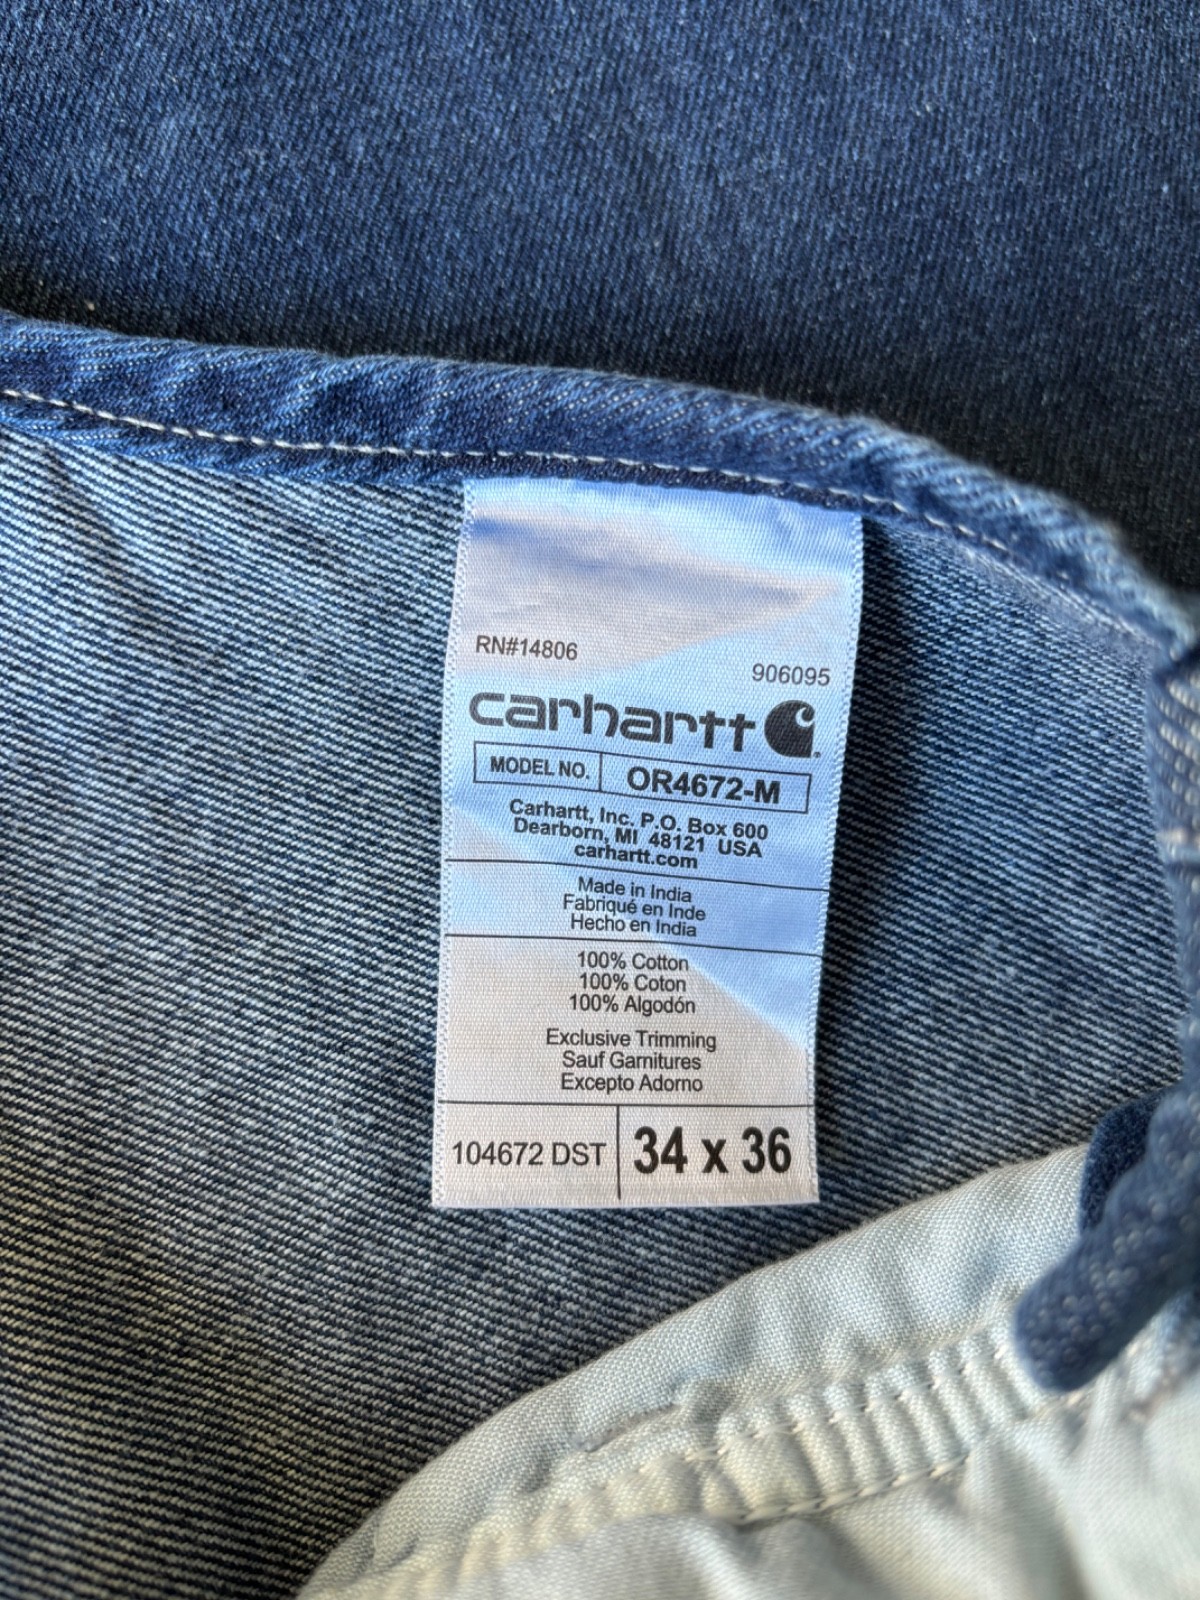 RN#14806
906095
carhartt
MODEL NO. OR4672-M
Carhartt, Inc. P.O. Box 600
Dearborn, MI 48121 USA
carhartt.com
Made in India
Fabriqué en Inde
Hecho en India
100% Cotton
100% Coton
100% Algodón
Exclusive Trimming
Sauf Garnitures
Excepto Adorno
104672 DST 34 x 36